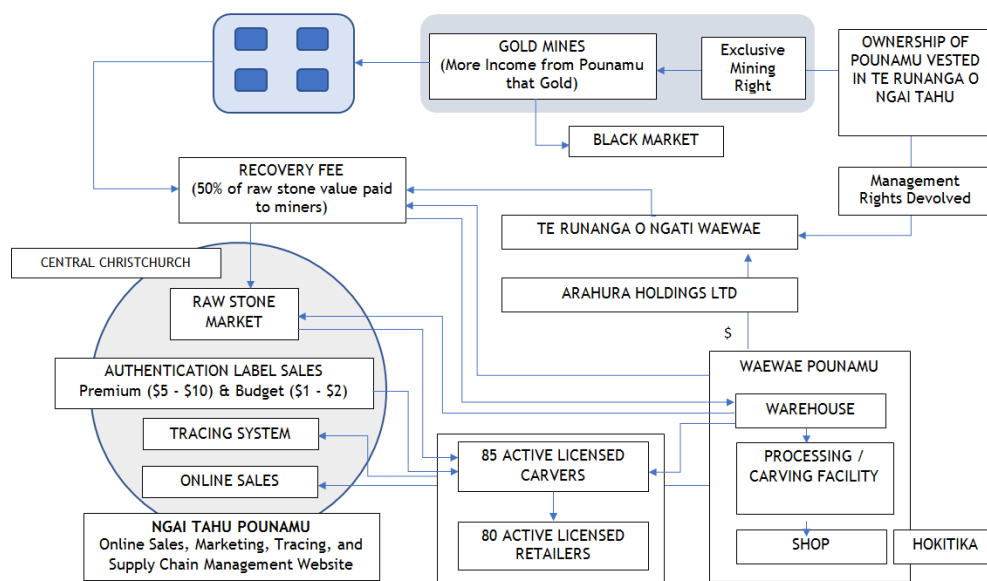 GOLD MINES
(More Income from Pounamu
that Gold)
Exclusive
Mining
Right
OWNERSHIP OF
POUNAMU VESTED
IN TE RUNANGA O
NGAI TAHU
BLACK MARKET
RECOVERY FEE
(50% of raw stone value paid
to miners)
Management
Rights Devolved
TE RUNANGA O NGATI WAEWAE
CENTRAL CHRISTCHURCH
ARAHURA HOLDINGS LTD
RAW STONE
MARKET
$
AUTHENTICATION LABEL SALES
Premium ($5 - $10) & Budget ($1 - $2)
WAEWAE POUNAMU
WAREHOUSE
TRACING SYSTEM
85 ACTIVE LICENSED
CARVERS
PROCESSING /
CARVING FACILITY
ONLINE SALES
NGAI TAHU POUNAMU
Online Sales, Marketing, Tracing, and
Supply Chain Management Website
80 ACTIVE LICENSED
RETAILERS
SHOP
HOKITIKA